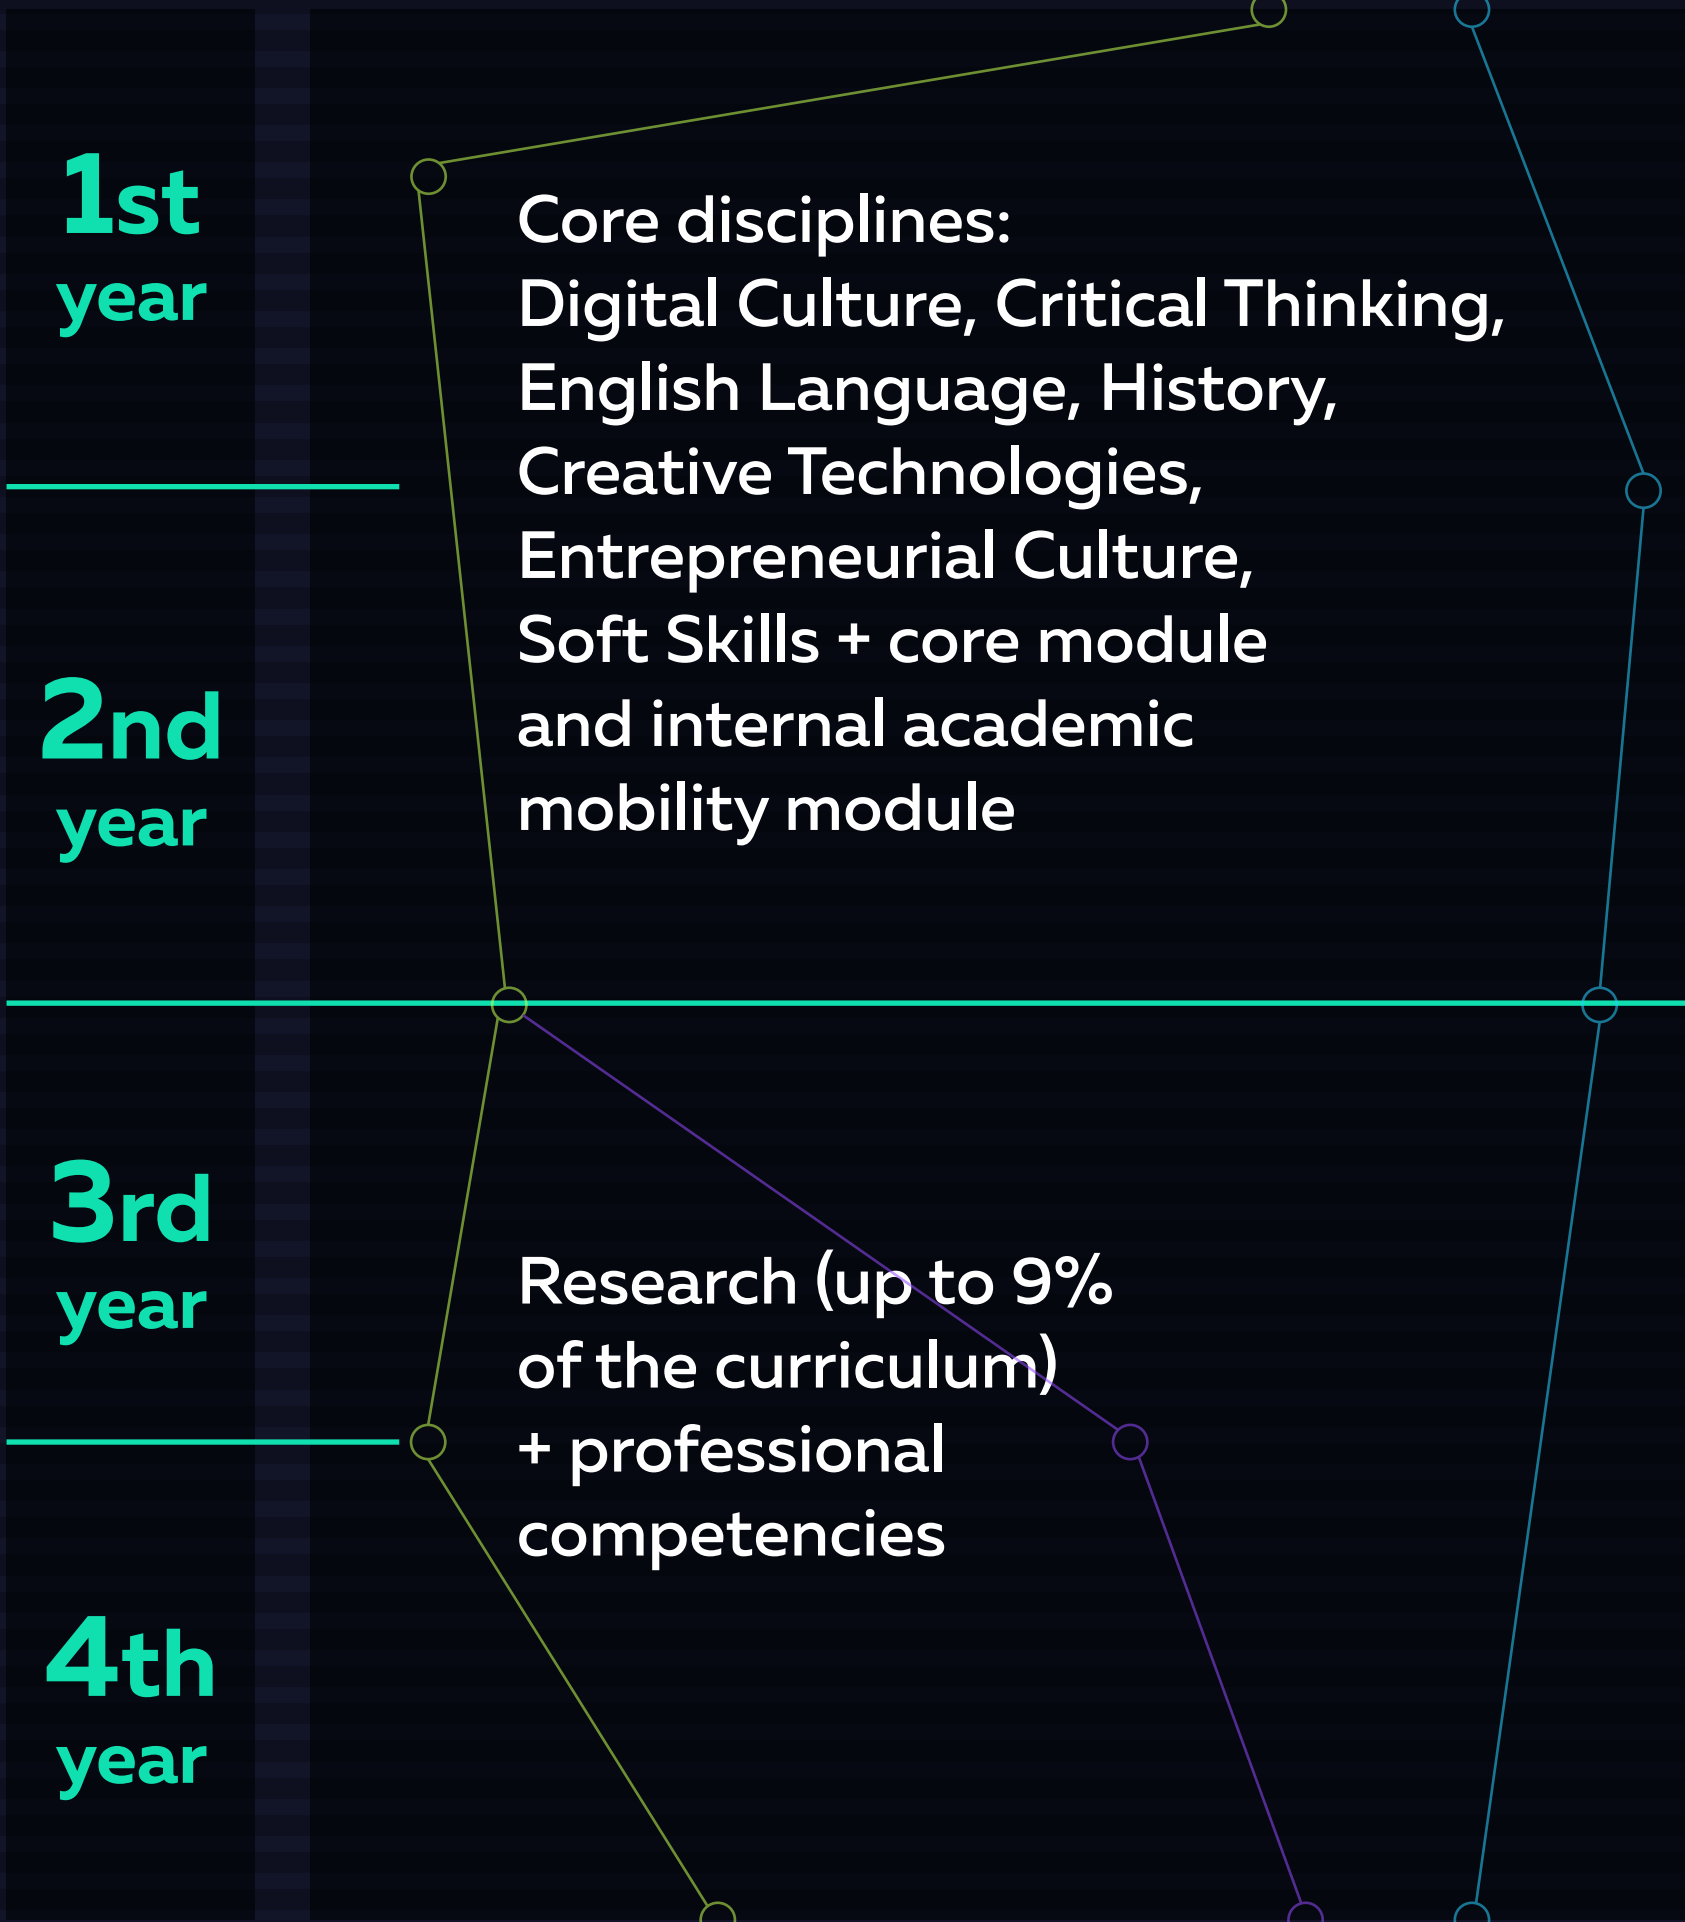 1st
year
Core disciplines:
Digital Culture, Critical Thinking,
English Language, History,
Creative Technologies,
Entrepreneurial Culture,
Soft Skills + core module
and internal academic
mobility module
2nd
year
3rd
year
Research (up to 9%
of the curriculum)
+ professional
competencies
4th
year